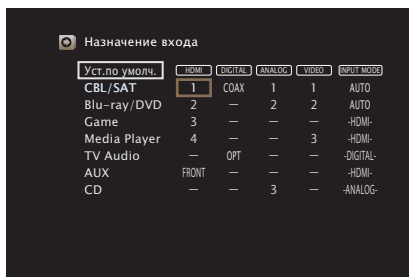 Назначение входа
Уст.по умолч. HDMI DIGITAL ANALOG VIDEO INPUT MODE
CBL/SAT 1 COAX 1 1 AUTO
Blu-ray/DVD 2 – 2 2 AUTO
Game 3 – – – -HDMI-
Media Player 4 – – 3 -HDMI-
TV Audio – OPT – – -DIGITAL-
AUX FRONT – – – -HDMI-
CD – – 3 – -ANALOG-